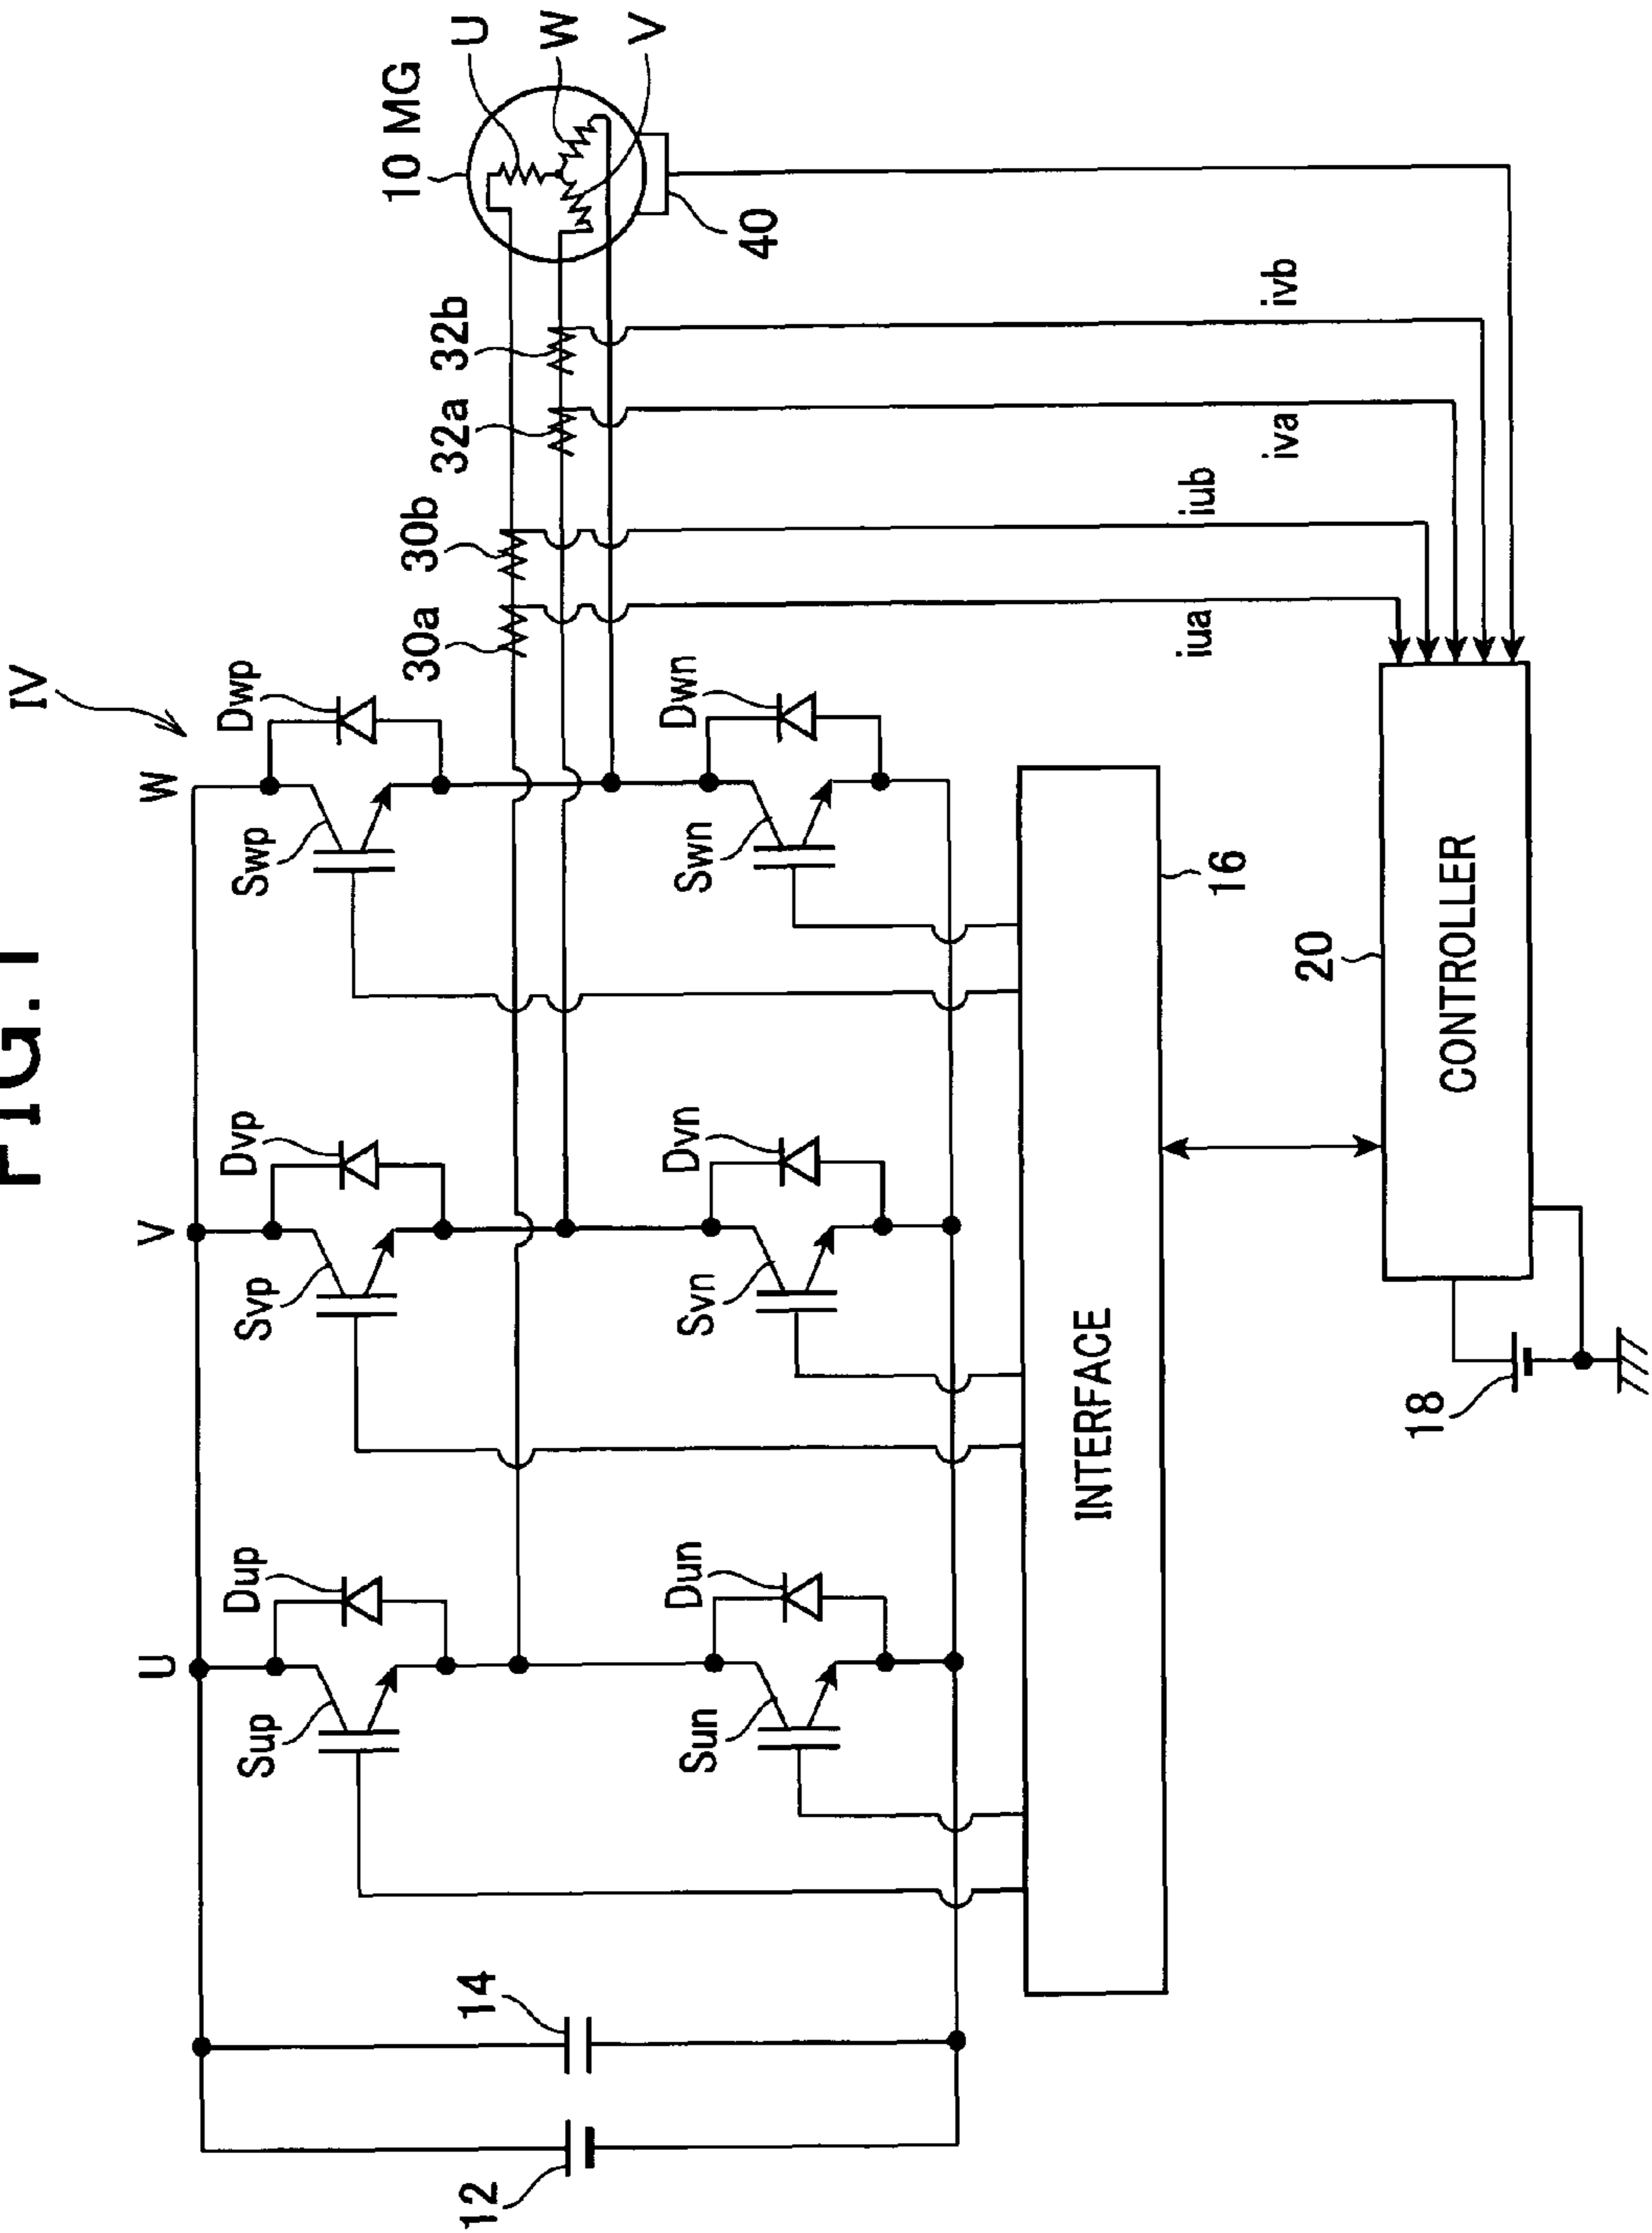 FIG. 1
IV
U
V
W
Sup
Dup
Svp
Dvp
Swp
Dwp
30a
30b
32a
32b
10 MG
U
W
V
12
14
Sun
Dun
Svn
Dvn
Swn
Dwn
40
INTERFACE
16
iua
iub
iva
ivb
20
CONTROLLER
18